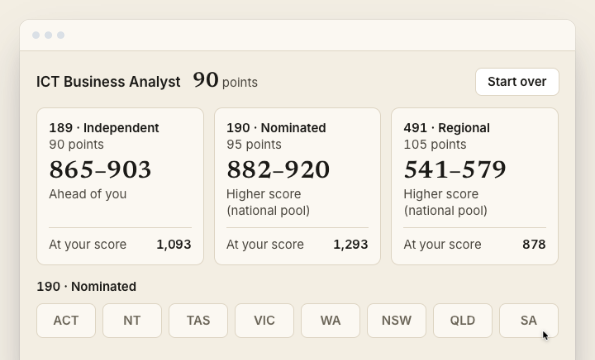 ICT Business Analyst 90 points Start over
189 · Independent
90 points
865–903
Ahead of you
At your score 1,093
190 · Nominated
95 points
882–920
Higher score
(national pool)
At your score 1,293
491 · Regional
105 points
541–579
Higher score
(national pool)
At your score 878
190 · Nominated
ACT NT TAS VIC WA NSW QLD SA